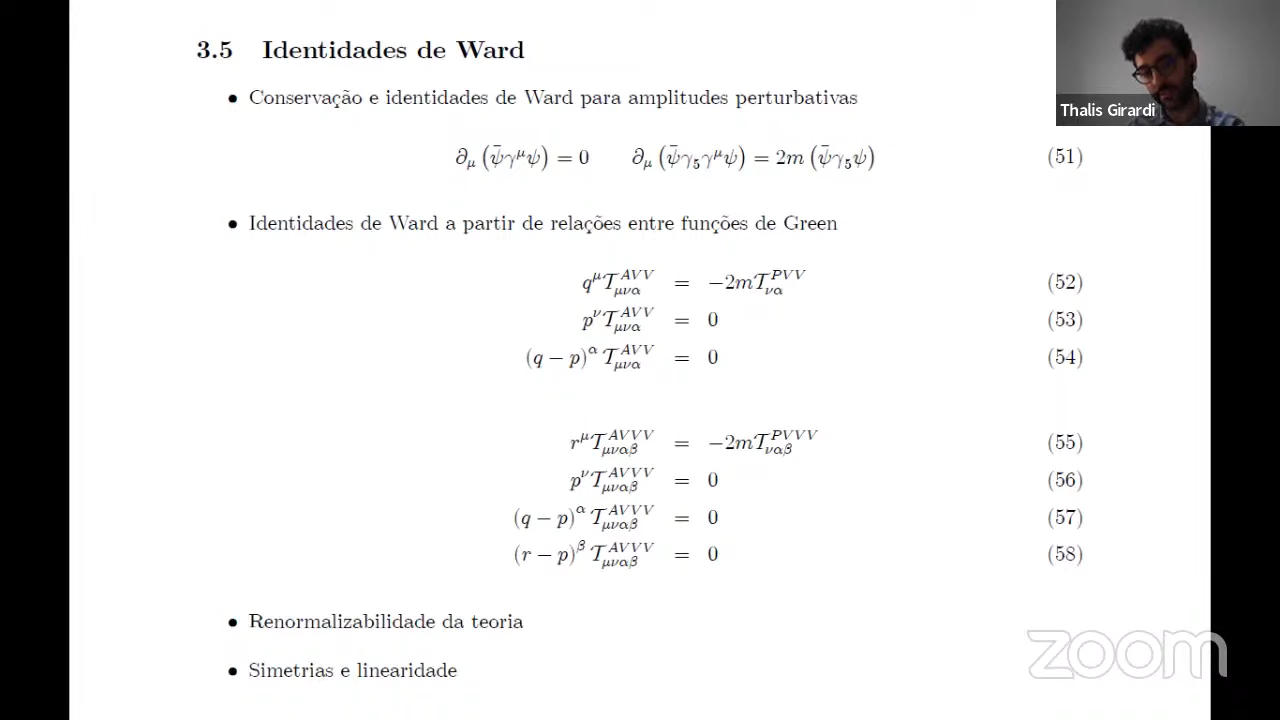 3.5 Identidades de Ward
• Conservação e identidades de Ward para amplitudes perturbativas
∂_μ (ψ̄γ^μψ) = 0  ∂_μ (ψ̄γ_5γ^μψ) = 2m (ψ̄γ_5ψ) (51)
• Identidades de Ward a partir de relações entre funções de Green
q^μ T^{AVV}_{μνα} = −2mT^{PVV}_{να} (52)
p^ν T^{AVV}_{μνα} = 0 (53)
(q − p)^α T^{AVV}_{μνα} = 0 (54)
r^μ T^{AVVV}_{μναβ} = −2mT^{PVVV}_{ναβ} (55)
p^ν T^{AVVV}_{μναβ} = 0 (56)
(q − p)^α T^{AVVV}_{μναβ} = 0 (57)
(r − p)^β T^{AVVV}_{μναβ} = 0 (58)
• Renormalizabilidade da teoria
• Simetrias e linearidade
Thalis Girardi
zoom